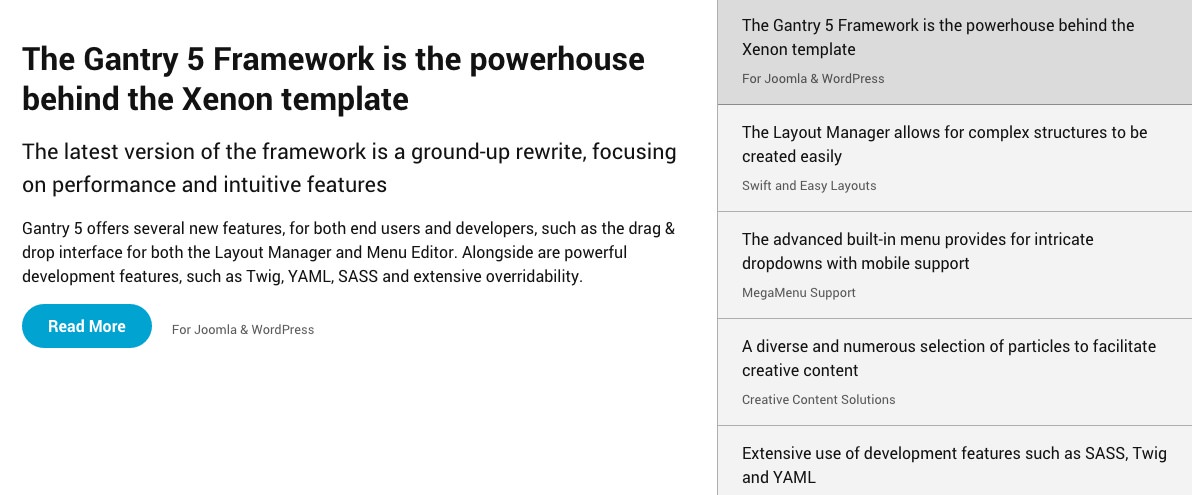 The Gantry 5 Framework is the powerhouse
behind the Xenon template
The latest version of the framework is a ground-up rewrite, focusing
on performance and intuitive features
Gantry 5 offers several new features, for both end users and developers, such as the drag &
drop interface for both the Layout Manager and Menu Editor. Alongside are powerful
development features, such as Twig, YAML, SASS and extensive overridability.
Read More
For Joomla & WordPress
The Gantry 5 Framework is the powerhouse behind the
Xenon template
For Joomla & WordPress
The Layout Manager allows for complex structures to be
created easily
Swift and Easy Layouts
The advanced built-in menu provides for intricate
dropdowns with mobile support
MegaMenu Support
A diverse and numerous selection of particles to facilitate
creative content
Creative Content Solutions
Extensive use of development features such as SASS, Twig
and YAML